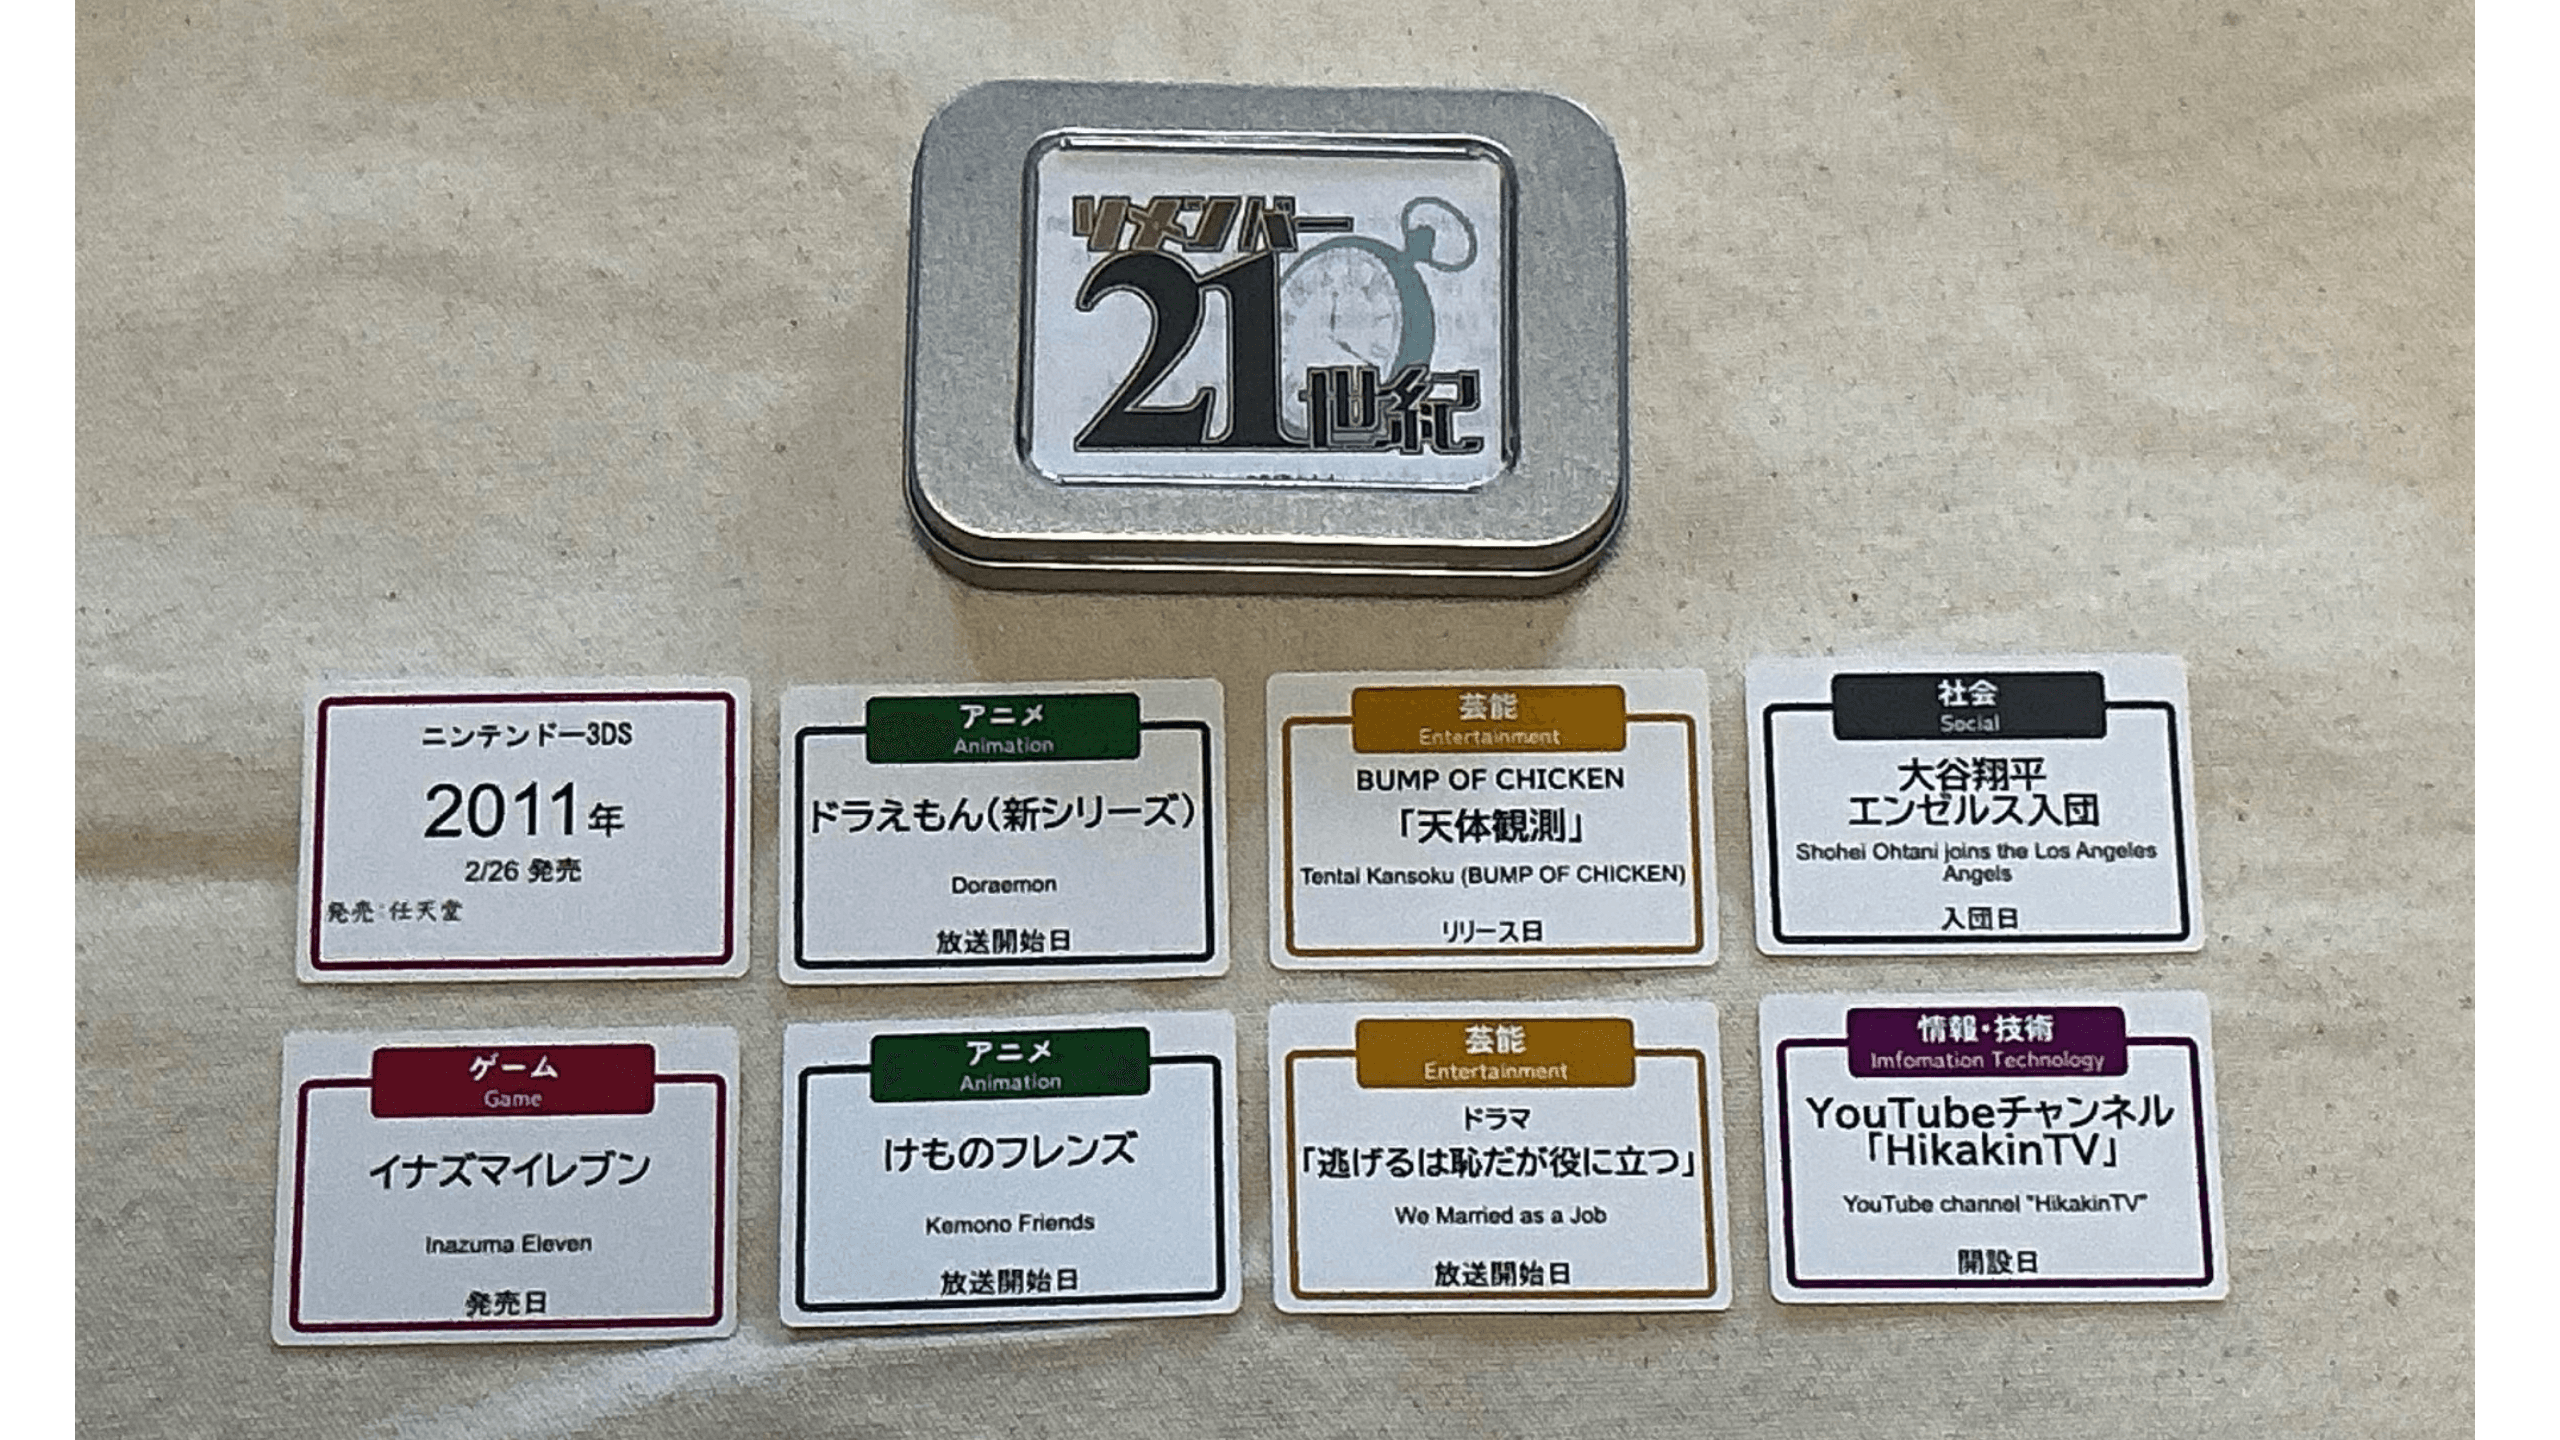 リメンバー
21世紀
ニンテンドー3DS
2011年
2/26 発売
発売:任天堂
アニメ
Animation
ドラえもん(新シリーズ)
Doraemon
放送開始日
芸能
Entertainment
BUMP OF CHICKEN
「天体観測」
Tentai Kansoku (BUMP OF CHICKEN)
リリース日
社会
Social
大谷翔平
エンゼルス入団
Shohei Ohtani joins the Los Angeles
Angels
入団日
ゲーム
Game
イナズマイレブン
Inazuma Eleven
発売日
アニメ
Animation
けものフレンズ
Kemono Friends
放送開始日
芸能
Entertainment
ドラマ
「逃げるは恥だが役に立つ」
We Married as a Job
放送開始日
情報・技術
Imfomation Technology
YouTubeチャンネル
「HikakinTV」
YouTube channel "HikakinTV"
開設日